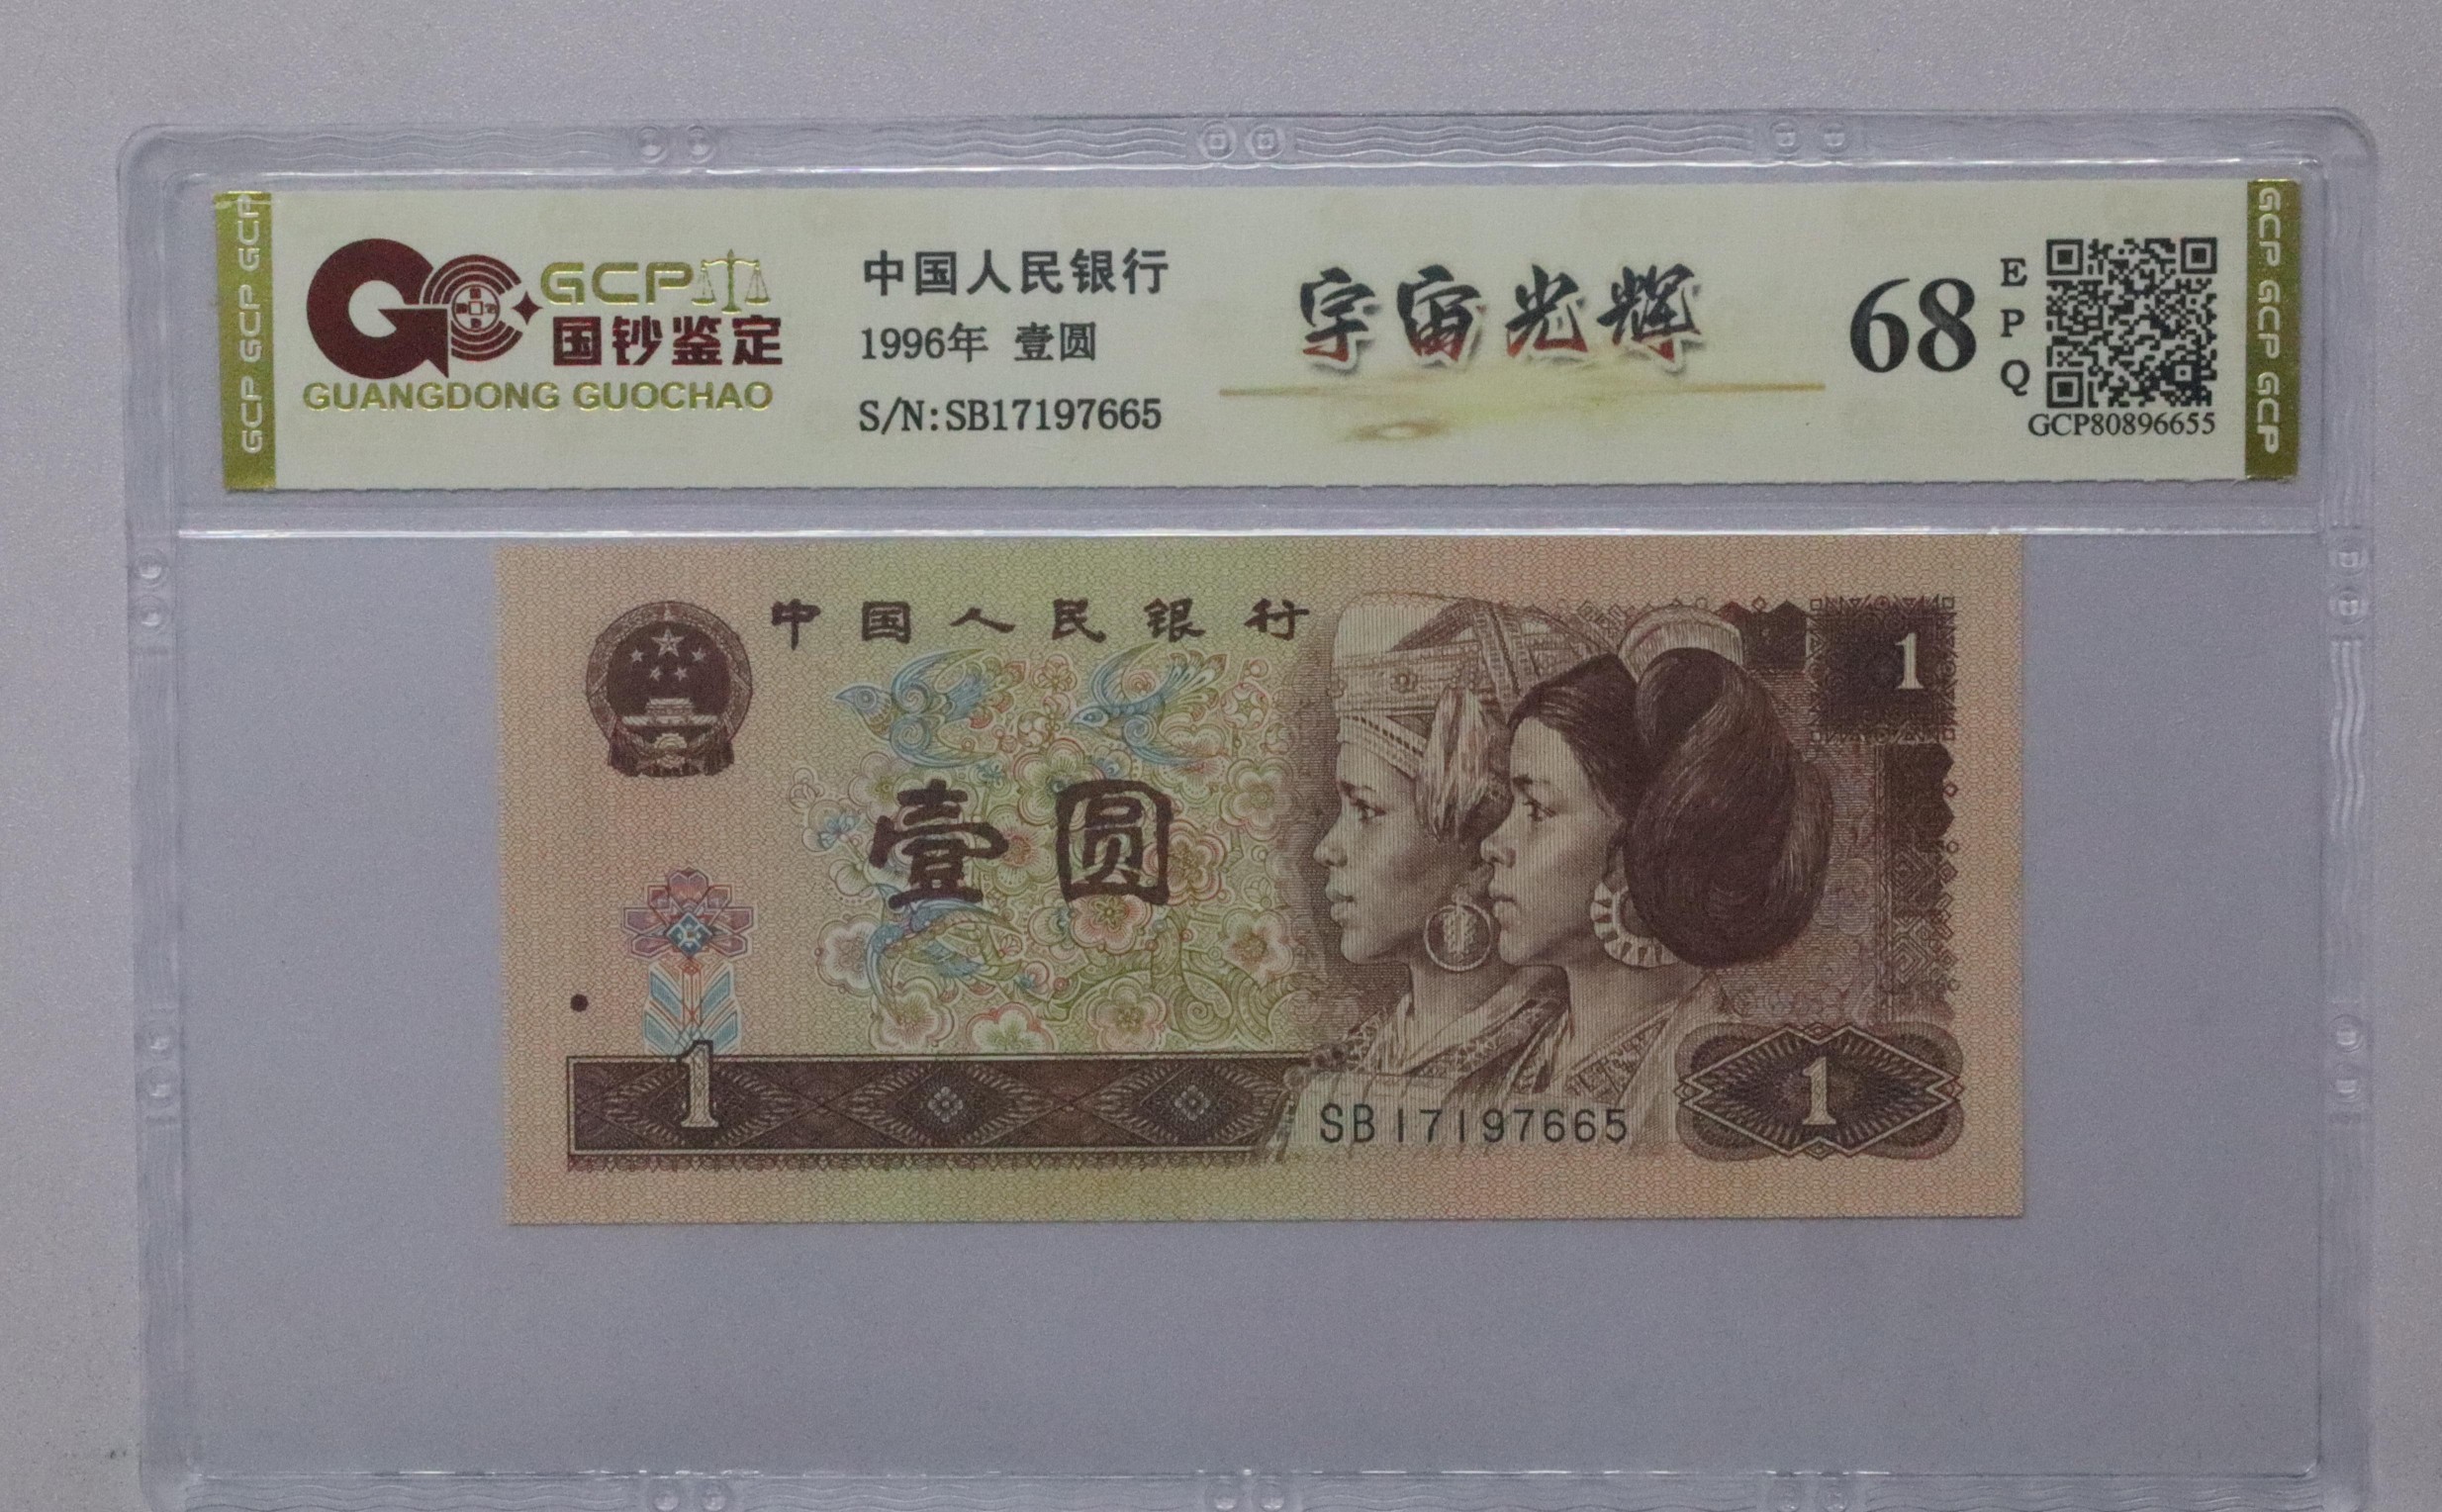 GCP GCP GCP
GCP
国钞鉴定
GUANGDONG GUOCHAO
中国人民银行
1996年 壹圆
S/N:SB17197665
宇宙光辉
68
EPQ
GCP80896655
GCP GCP GCP
中国人民银行
1
壹圆
1
SB17197665
1